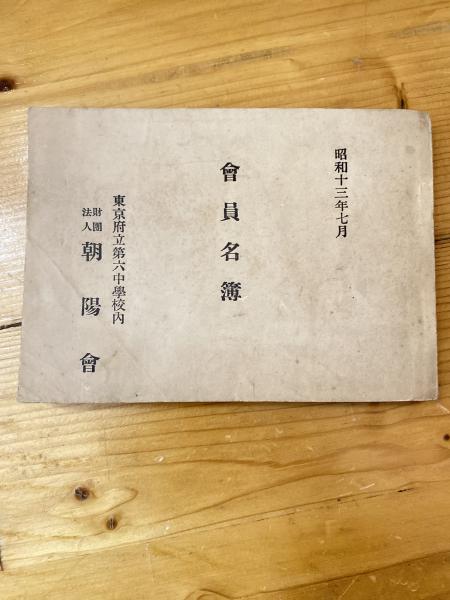 昭和十三年七月
會員名簿
東京府立第六中學校內
財團法人 朝陽會